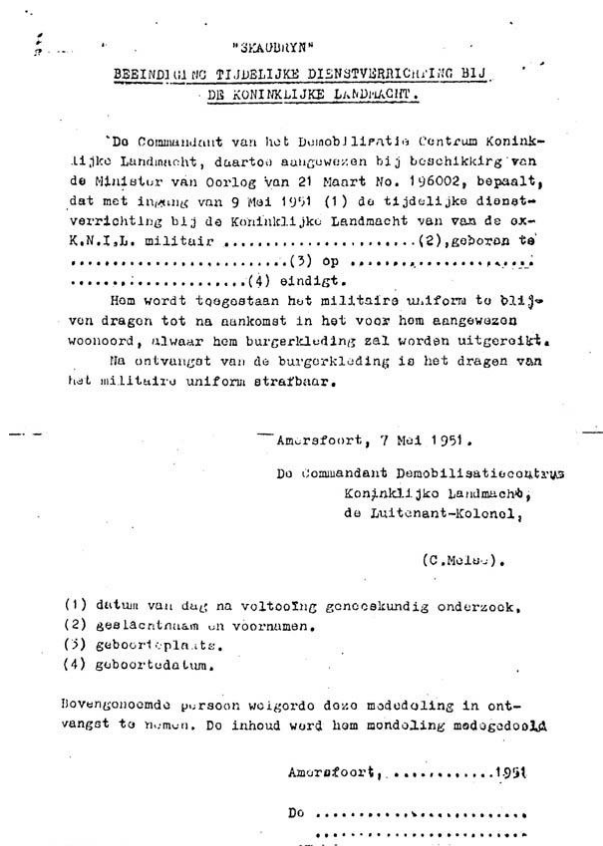 "SKAUBRYN"
BEEINDIGING TIJDELIJKE DIENSTVERRICHTING BIJ
DE KONINKLIJKE LANDMACHT.
De Commandant van het Demobilisatie Centrum Konink-
lijke Landmacht, daartoe aangewezen bij beschikking van
de Minister van Oorlog van 21 Maart No. 196002, bepaalt,
dat met ingang van 9 Mei 1951 (1) de tijdelijke dienst-
verrichting bij de Koninklijke Landmacht van van de ex-
K.N.I.L. militair .....................(2),geboren te
........................(3) op ....................
....................(4) eindigt.
Hem wordt toegestaan het militaire uniform te blij-
ven dragen tot na aankomst in het voor hem aangewezen
woonoord, alwaar hem burgerkleding zal worden uitgereikt.
Na ontvangst van de burgerkleding is het dragen van
het militaire uniform strafbaar.
Amersfoort, 7 Mei 1951.
De Commandant Demobilisatiecentrum
Koninklijke Landmacht,
de Luitenant-Kolonel,
(C.Melse).
(1) datum van dag na voltooiing geneeskundig onderzoek.
(2) geslachtnaam en voornamen.
(3) geboorteplaats.
(4) geboortedatum.
Bovengenoemde persoon weigerde deze mededeling in ont-
vangst te nemen. De inhoud werd hem mondeling medegedeeld
Amersfoort, ............1951
De .........................
.........................